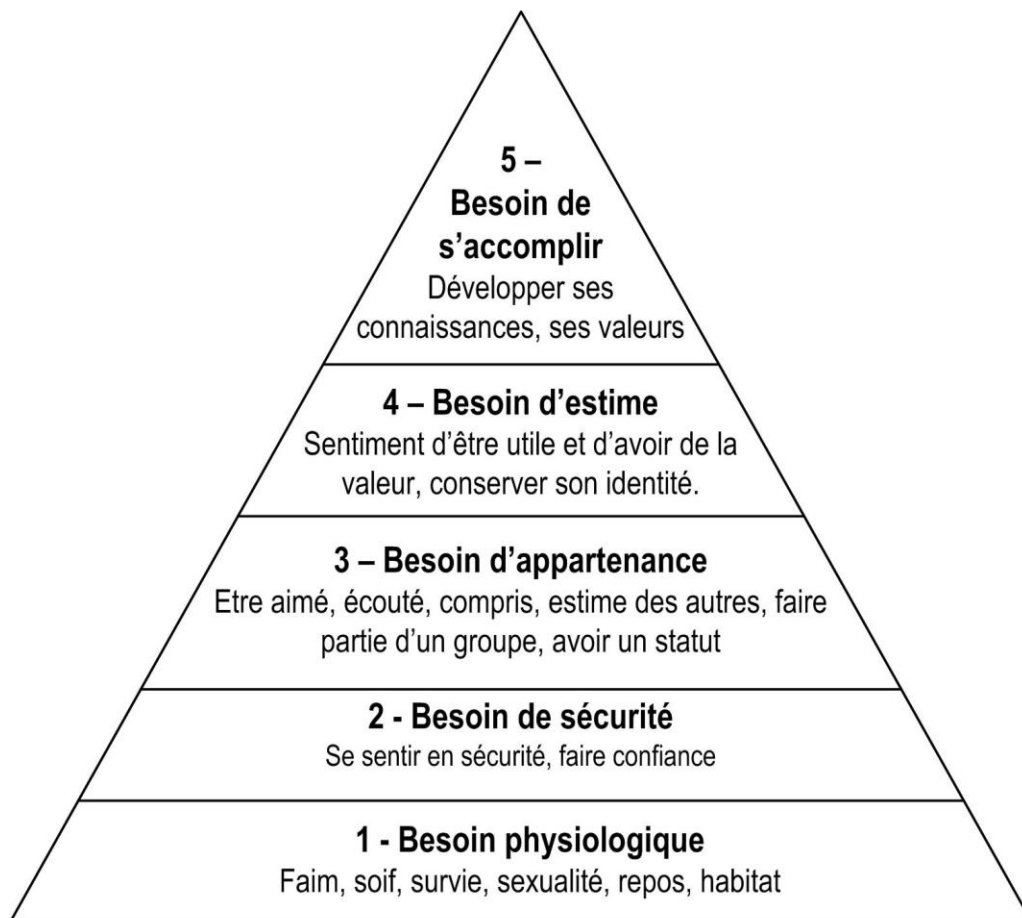 5 –
Besoin de
s’accomplir
Développer ses
connaissances, ses valeurs
4 – Besoin d’estime
Sentiment d’être utile et d’avoir de la
valeur, conserver son identité.
3 – Besoin d’appartenance
Etre aimé, écouté, compris, estime des autres, faire
partie d’un groupe, avoir un statut
2 - Besoin de sécurité
Se sentir en sécurité, faire confiance
1 - Besoin physiologique
Faim, soif, survie, sexualité, repos, habitat